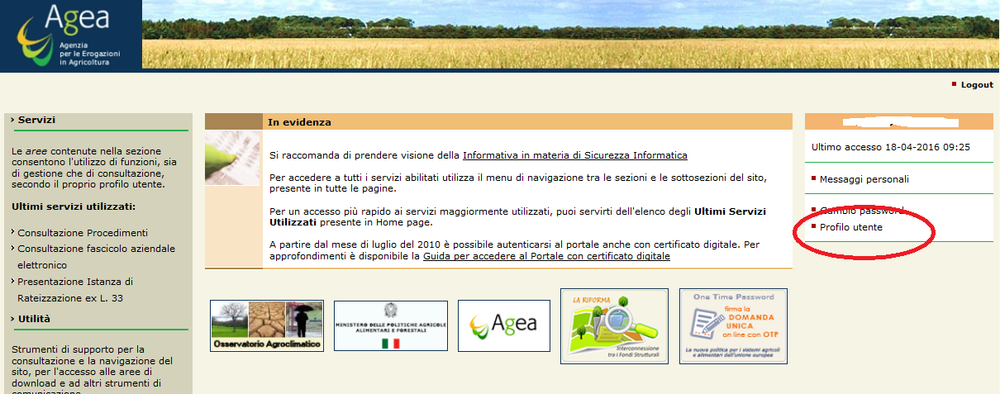 Agea
Agenzia
per le Erogazioni
in Agricoltura
Logout
Servizi
Le aree contenute nella sezione
consentono l'utilizzo di funzioni, sia
di gestione che di consultazione,
secondo il proprio profilo utente.
Ultimi servizi utilizzati:
Consultazione Procedimenti
Consultazione fascicolo aziendale
elettronico
Presentazione Istanza di
Rateizzazione ex L. 33
Utilità
Strumenti di supporto per la
consultazione e la navigazione del
sito, per l'accesso alle aree di
download e ad altri strumenti di
comunicazione.
In evidenza
Si raccomanda di prendere visione della Informativa in materia di Sicurezza Informatica
Per accedere a tutti i servizi abilitati utilizza il menu di navigazione tra le sezioni e le sottosezioni del sito,
presente in tutte le pagine.
Per un accesso più rapido ai servizi maggiormente utilizzati, puoi servirti dell'elenco degli Ultimi Servizi
Utilizzati presente in Home page.
A partire dal mese di luglio del 2010 è possibile autenticarsi al portale anche con certificato digitale. Per
approfondimenti è disponibile la Guida per accedere al Portale con certificato digitale
Osservatorio Agroclimatico
MINISTERO DELLE POLITICHE AGRICOLE
ALIMENTARI E FORESTALI
Agea
LA RIFORMA
Interconnessione
tra i Fondi Strutturali
One Time Password
firma la
DOMANDA
UNICA
on line con OTP
La nuova politica per i sistemi agricoli
e alimentari dell'unione europea
Ultimo accesso 18-04-2016 09:25
Messaggi personali
Cambio password
Profilo utente